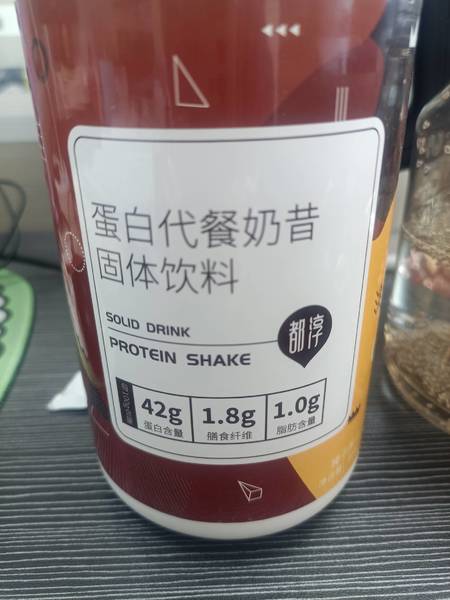 蛋白代餐奶昔
固体饮料
SOLID DRINK
PROTEIN SHAKE
都淳
42g
蛋白含量
1.8g
膳食纤维
1.0g
脂肪含量